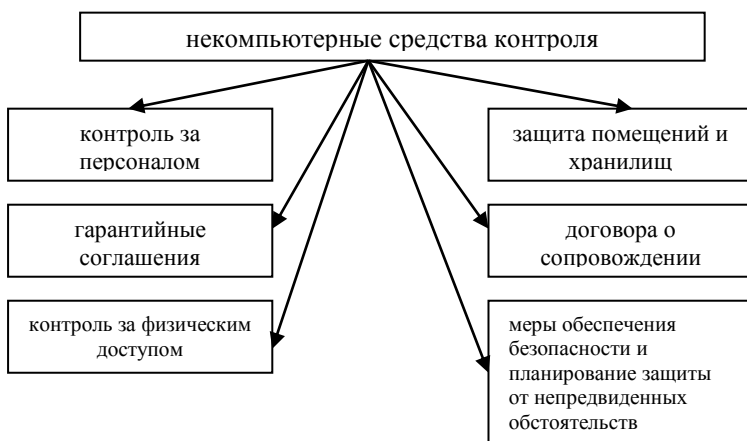 некомпьютерные средства контроля
контроль за
персоналом
защита помещений и
хранилищ
гарантийные
соглашения
договора о
сопровождении
контроль за физическим
доступом
меры обеспечения
безопасности и
планирование защиты
от непредвиденных
обстоятельств